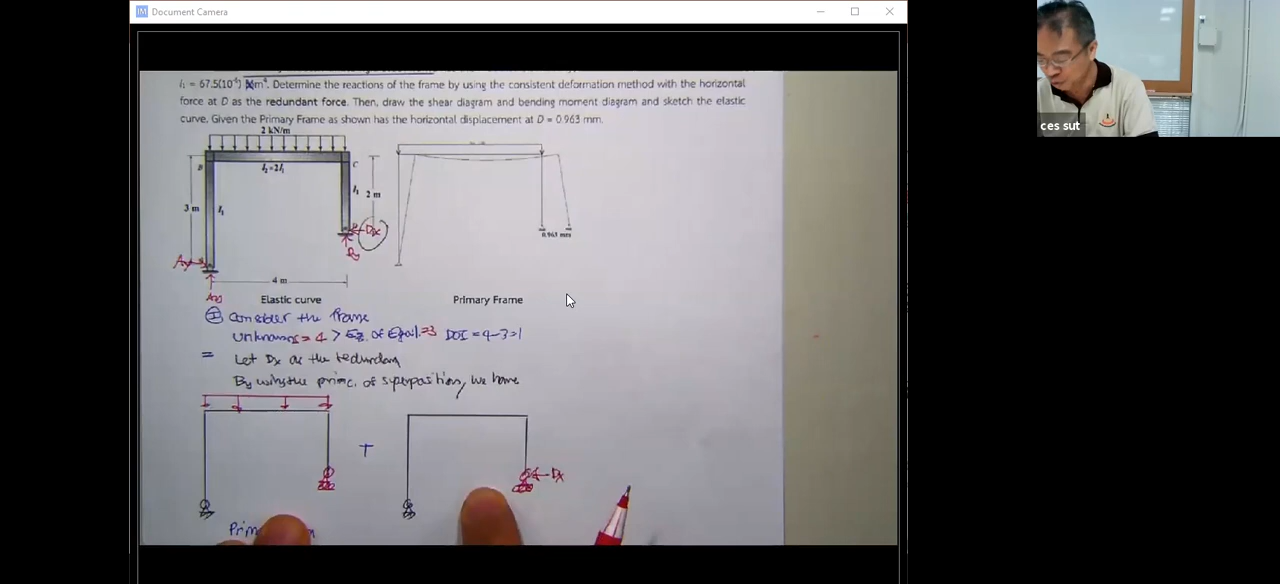 Document Camera
I₁ = 67.5(10⁻⁶) m⁴. Determine the reactions of the frame by using the consistent deformation method with the horizontal
force at D as the redundant force. Then, draw the shear diagram and bending moment diagram and sketch the elastic
curve. Given the Primary Frame as shown has the horizontal displacement at D = 0.963 mm.
2 kN/m
B
I₂=2I₁
C
3 m
I₁
I₁
2 m
Dx
Dy
0.963 mm
4 m
Elastic curve
Primary Frame
ces sut
I Consider the frame
Unknowns = 4 > Eq. of Equil. = 3 DOI = 4-3=1
= Let Dx as the redundan
By using the princ. of superposition, we have
+
Dx